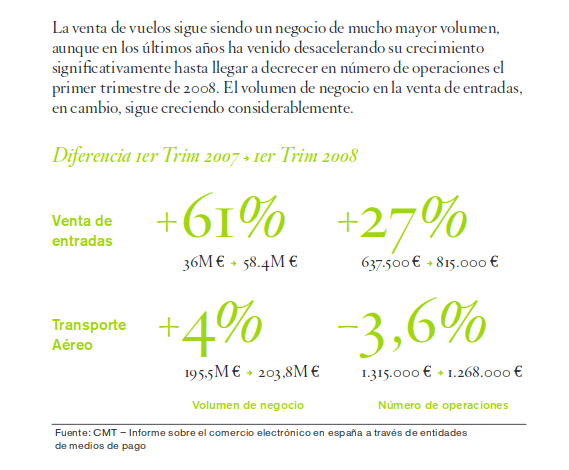 La venta de vuelos sigue siendo un negocio de mucho mayor volumen,
aunque en los últimos años ha venido desacelerando su crecimiento
significativamente hasta llegar a decrecer en número de operaciones el
primer trimestre de 2008. El volumen de negocio en la venta de entradas,
en cambio, sigue creciendo considerablemente.
Diferencia 1er Trim 2007 → 1er Trim 2008
Venta de
entradas
+61%
36M € → 58.4M €
+27%
637.500 € → 815.000 €
Transporte
Aéreo
+4%
195,5M € → 203,8M €
–3,6%
1.315.000 € → 1.268.000 €
Volumen de negocio
Número de operaciones
Fuente: CMT – Informe sobre el comercio electrónico en españa a través de entidades
de medios de pago